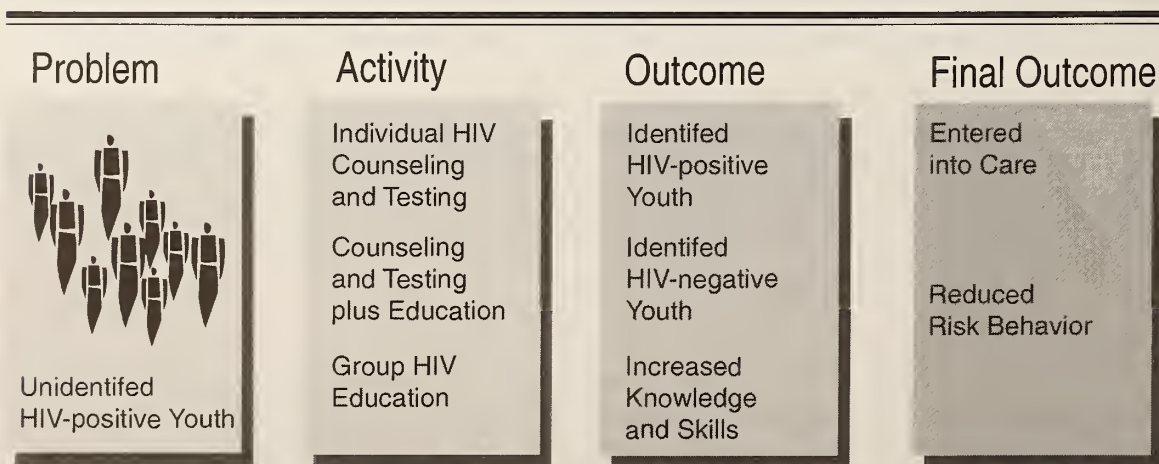 Problem
Unidentifed
HIV-positive Youth
Activity
Individual HIV
Counseling
and Testing
Counseling
and Testing
plus Education
Group HIV
Education
Outcome
Identifed
HIV-positive
Youth
Identifed
HIV-negative
Youth
Increased
Knowledge
and Skills
Final Outcome
Entered
into Care
Reduced
Risk Behavior